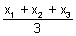 x₁ + x₂ + x₃
3